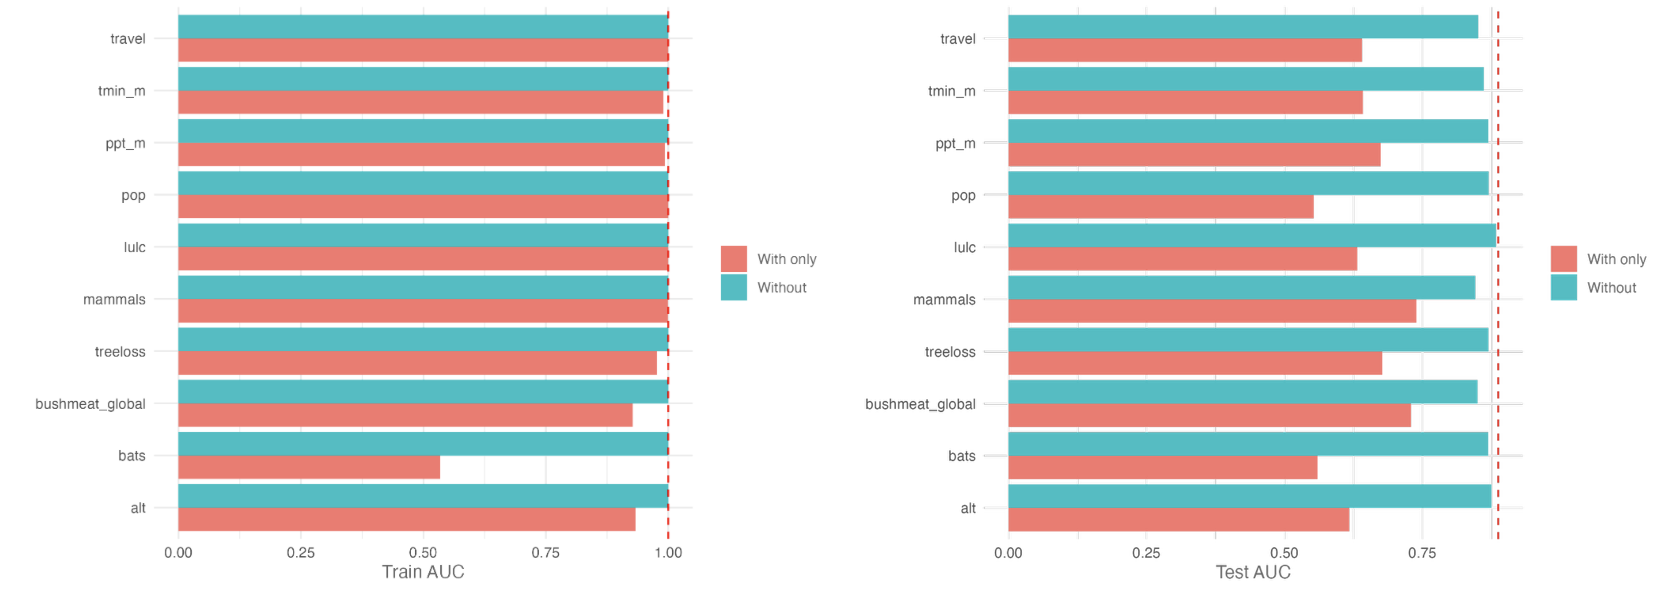 travel
tmin_m
ppt_m
pop
lulc
mammals
treeloss
bushmeat_global
bats
alt
0.00 0.25 0.50 0.75 1.00
Train AUC
With only
Without
travel
tmin_m
ppt_m
pop
lulc
mammals
treeloss
bushmeat_global
bats
alt
0.00 0.25 0.50 0.75
Test AUC
With only
Without